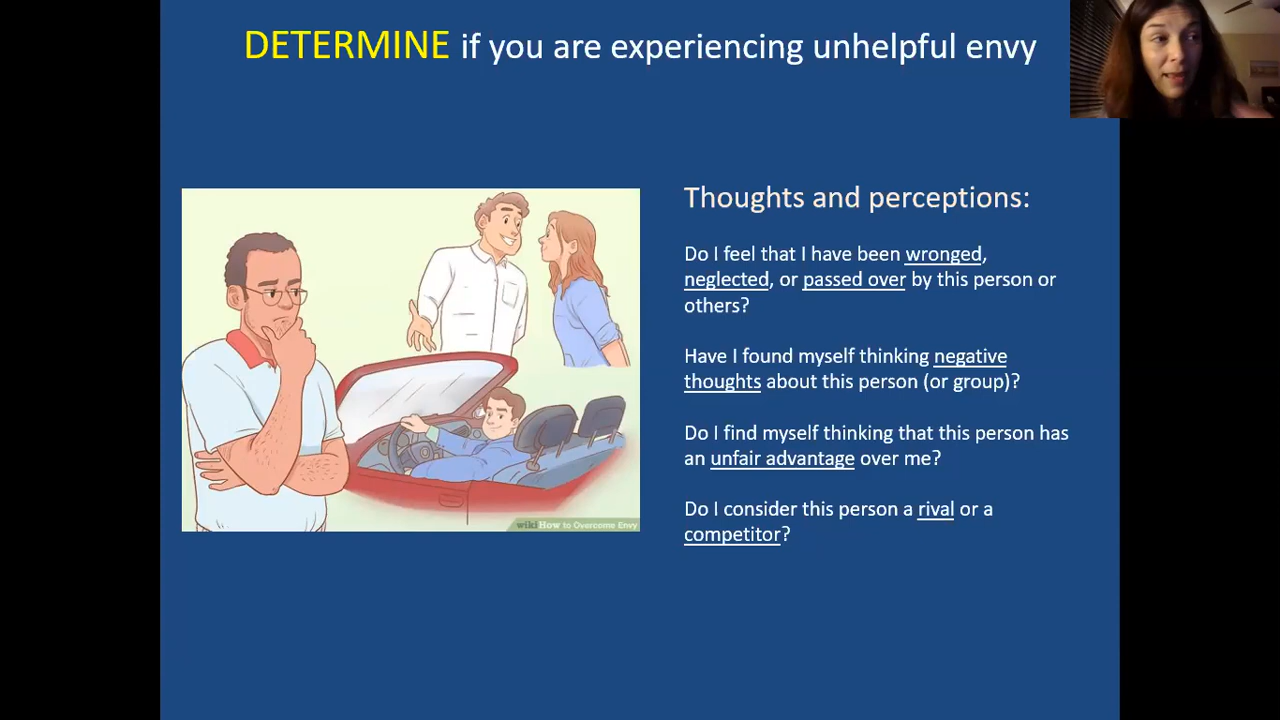 DETERMINE if you are experiencing unhelpful envy
Thoughts and perceptions:
Do I feel that I have been wronged,
neglected, or passed over by this person or
others?
Have I found myself thinking negative
thoughts about this person (or group)?
Do I find myself thinking that this person has
an unfair advantage over me?
Do I consider this person a rival or a
competitor?
wikiHow to Overcome Envy